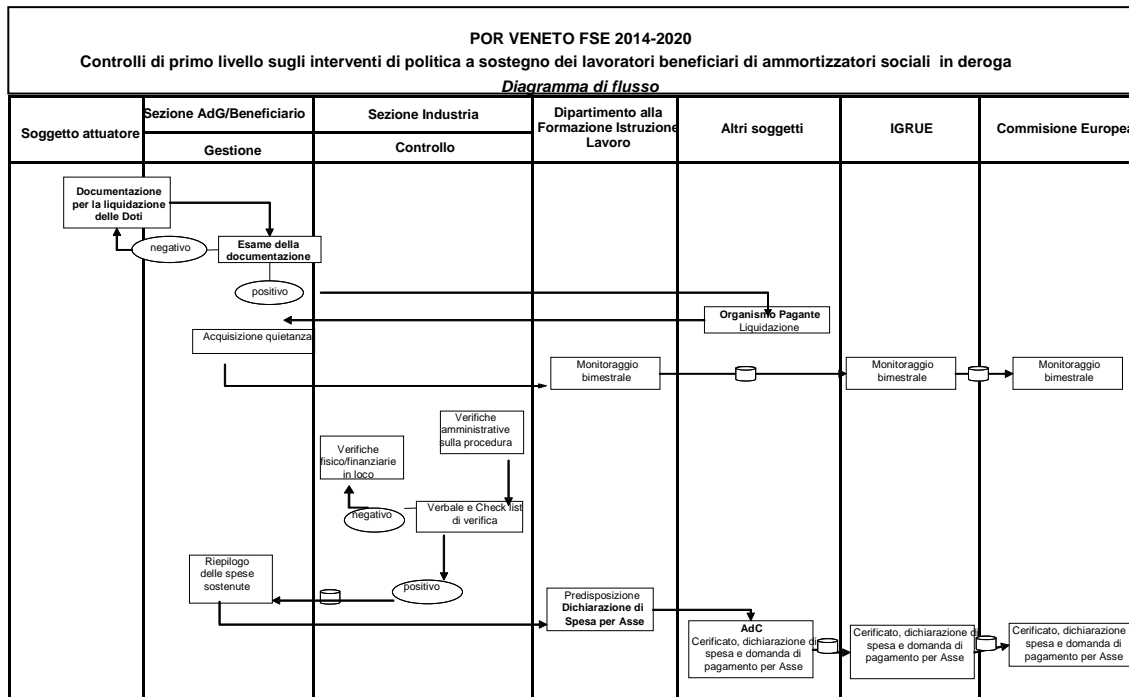 POR VENETO FSE 2014-2020
Controlli di primo livello sugli interventi di politica a sostegno dei lavoratori beneficiari di ammortizzatori sociali in deroga
Diagramma di flusso
Soggetto attuatore
Sezione AdG/Beneficiario
Gestione
Sezione Industria
Controllo
Dipartimento alla
Formazione Istruzione
Lavoro
Altri soggetti
IGRUE
Commisione Europea
Documentazione
per la liquidazione
delle Doti
negativo
Esame della
documentazione
positivo
Organismo Pagante
Liquidazione
Acquisizione quietanza
Monitoraggio
bimestrale
Monitoraggio
bimestrale
Monitoraggio
bimestrale
Verifiche
amministrative
sulla procedura
Verifiche
fisico/finanziarie
in loco
negativo
Verbale e Check list
di verifica
Riepilogo
delle spese
sostenute
positivo
Predisposizione
Dichiarazione di
Spesa per Asse
AdC
Cerificato, dichiarazione di
spesa e domanda di
pagamento per Asse
Cerificato, dichiarazione di
spesa e domanda di
pagamento per Asse
Cerificato, dichiarazione
spesa e domanda di
pagamento per Asse